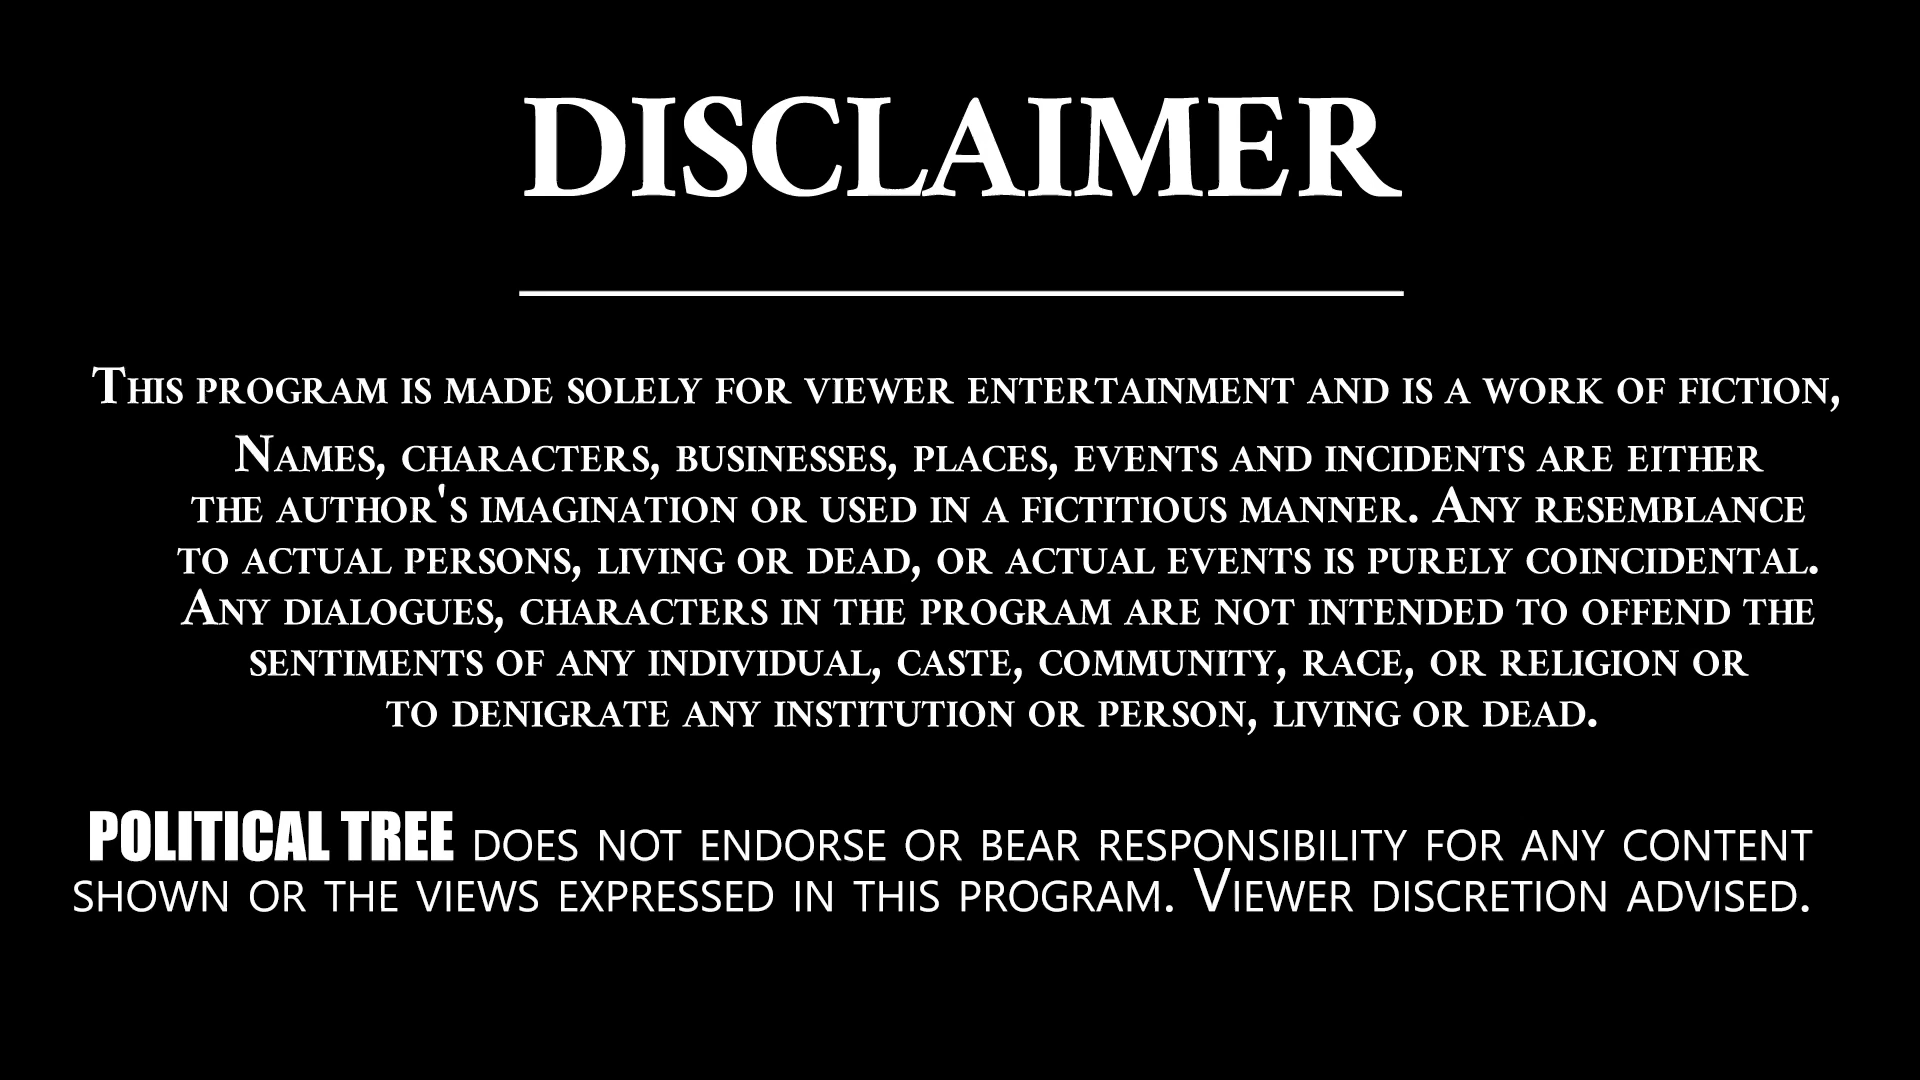 DISCLAIMER
This program is made solely for viewer entertainment and is a work of fiction,
Names, characters, businesses, places, events and incidents are either
the author's imagination or used in a fictitious manner. Any resemblance
to actual persons, living or dead, or actual events is purely coincidental.
Any dialogues, characters in the program are not intended to offend the
sentiments of any individual, caste, community, race, or religion or
to denigrate any institution or person, living or dead.
POLITICAL TREE does not endorse or bear responsibility for any content
shown or the views expressed in this program. Viewer discretion advised.